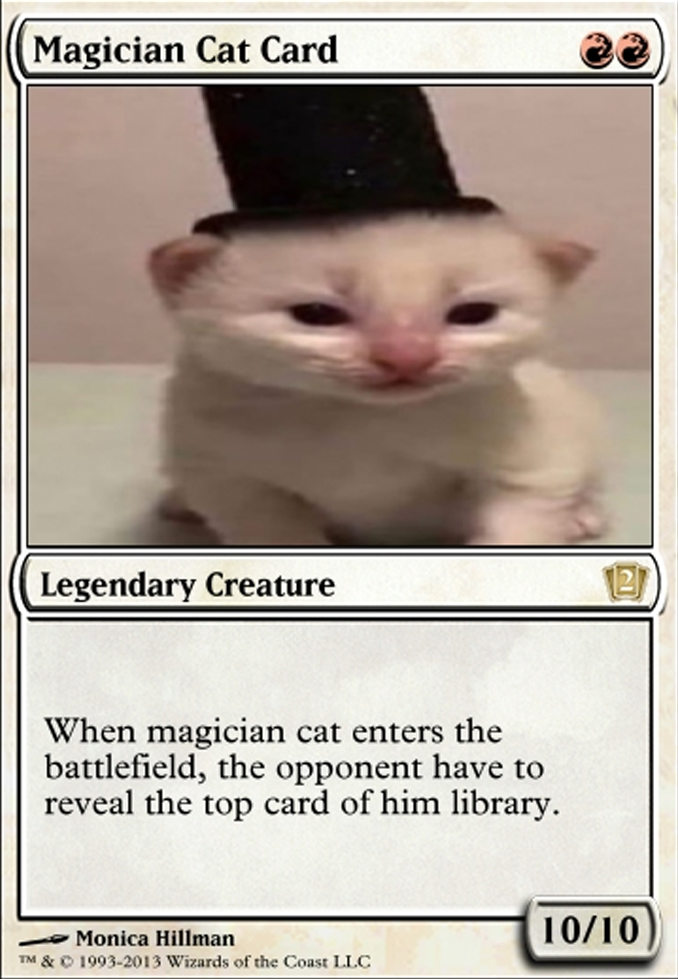 Magician Cat Card
Legendary Creature
2
When magician cat enters the
battlefield, the opponent have to
reveal the top card of him library.
10/10
Monica Hillman
™ & © 1993-2013 Wizards of the Coast LLC